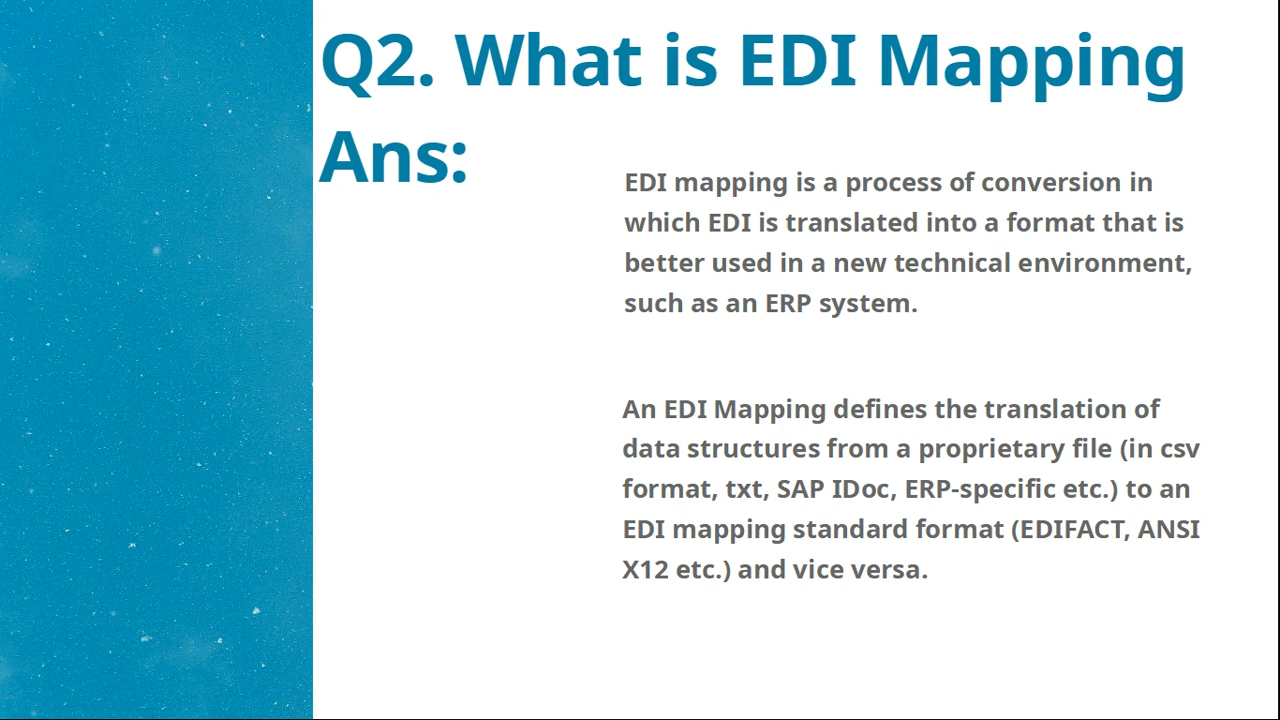 Q2. What is EDI Mapping
Ans:
EDI mapping is a process of conversion in
which EDI is translated into a format that is
better used in a new technical environment,
such as an ERP system.
An EDI Mapping defines the translation of
data structures from a proprietary file (in csv
format, txt, SAP IDoc, ERP-specific etc.) to an
EDI mapping standard format (EDIFACT, ANSI
X12 etc.) and vice versa.